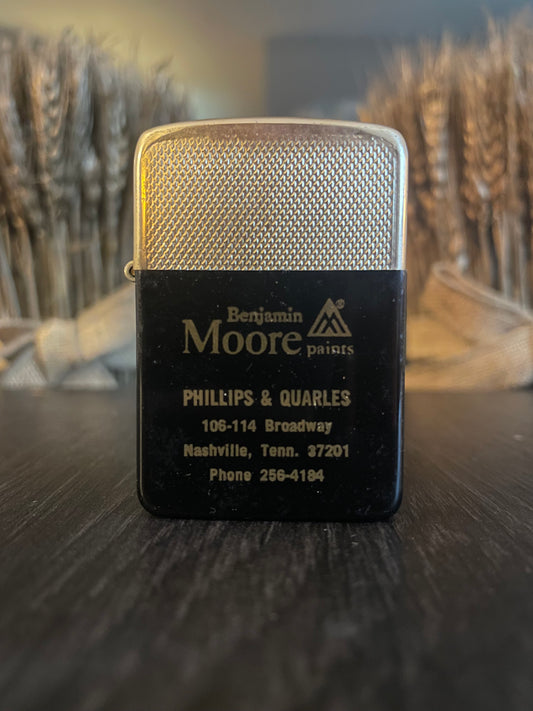 Benjamin
Moore paints
PHILLIPS & QUARLES
106-114 Broadway
Nashville, Tenn. 37201
Phone 256-4184